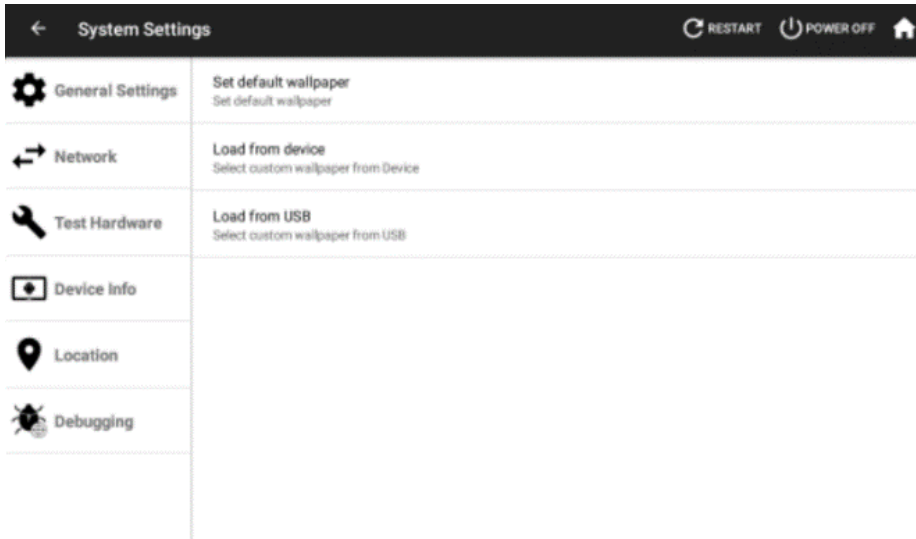 System Settings
RESTART
POWER OFF
General Settings
Network
Test Hardware
Device Info
Location
Debugging
Set default wallpaper
Set default wallpaper
Load from device
Select custom wallpaper from Device
Load from USB
Select custom wallpaper from USB